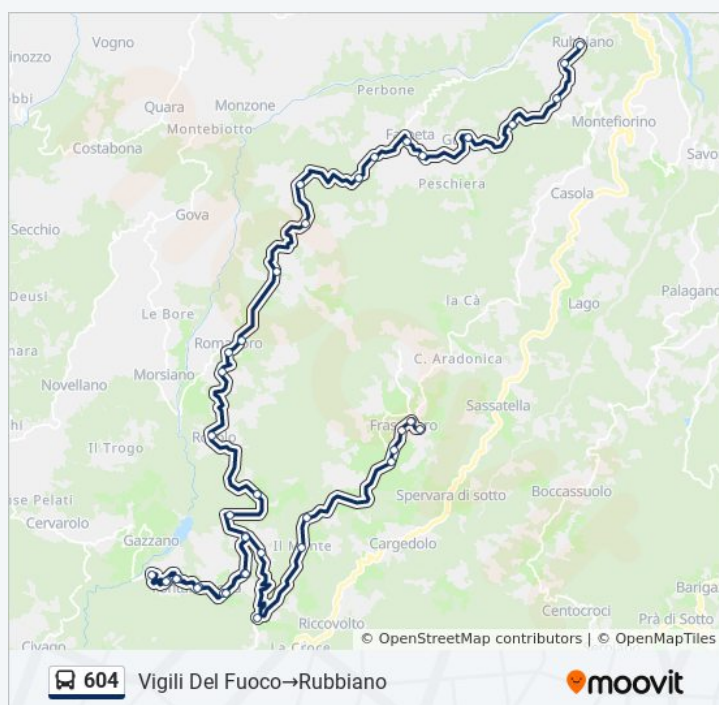 Vogno
Rubbiano
Quara
Perbone
Monzone
Montebiotto
Montefiorino
Costabona
Peschiera
Casola
Gova
Secchio
Palagano
Deusi
la Cà
Lago
Le Bore
Morsiano
C. Aradonica
Novellano
Sassatella
Il Trogo
Spervara di sotto
Boccassuolo
Cervarolo
Gazzano
Il Monte
Cargedolo
Centocroci
Prà di Sotto
Civago
Riccovolto
La Croce
© OpenStreetMap contributors | © OpenMapTiles
604 Vigili Del Fuoco→Rubbiano
moovit